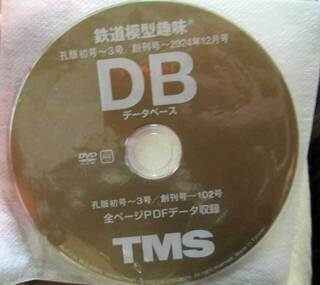 鉄道模型趣味®
孔版初号～3号/創刊号～2024年12月号
DB
データベース
DVD
孔版初号～3号/創刊号～102号
全ページPDFデータ収録
TMS